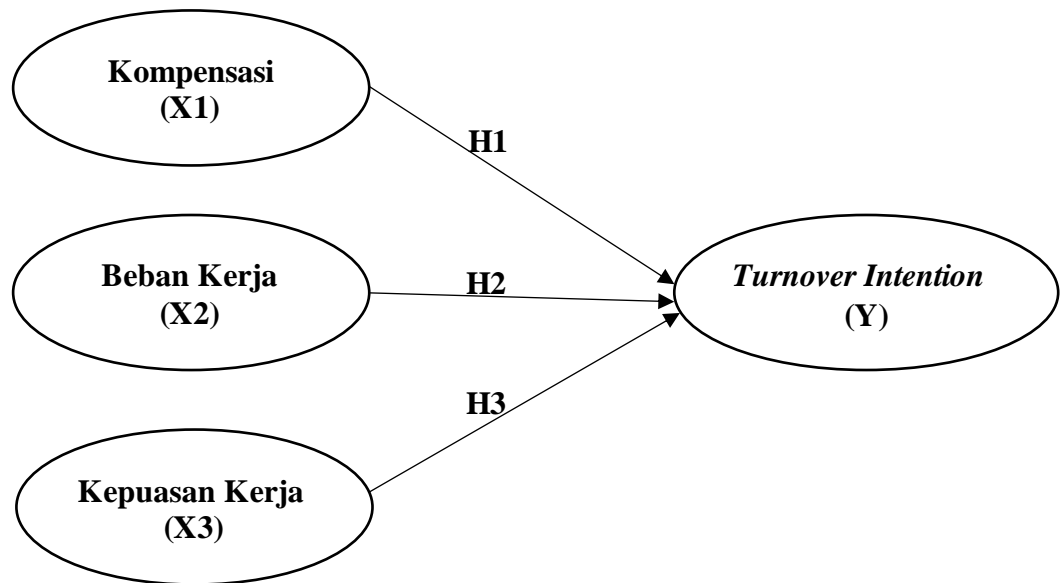 Kompensasi
(X1)
H1
Beban Kerja
(X2)
H2
Turnover Intention
(Y)
H3
Kepuasan Kerja
(X3)